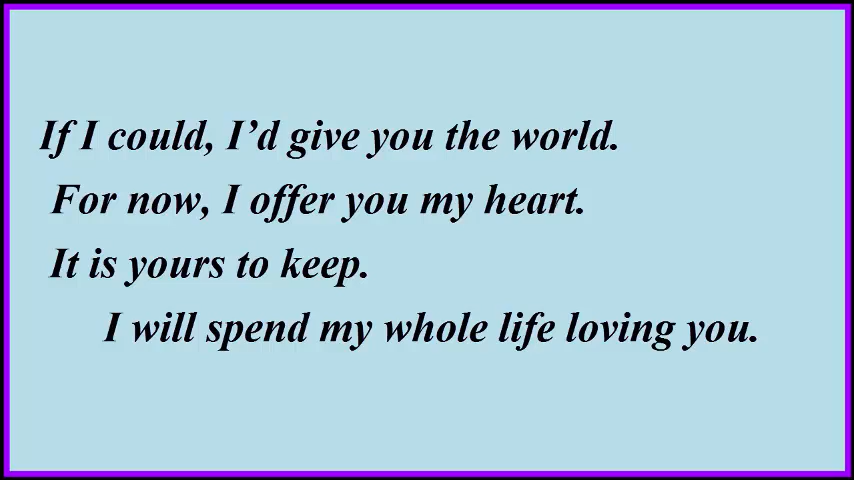 If I could, I’d give you the world.
For now, I offer you my heart.
It is yours to keep.
I will spend my whole life loving you.